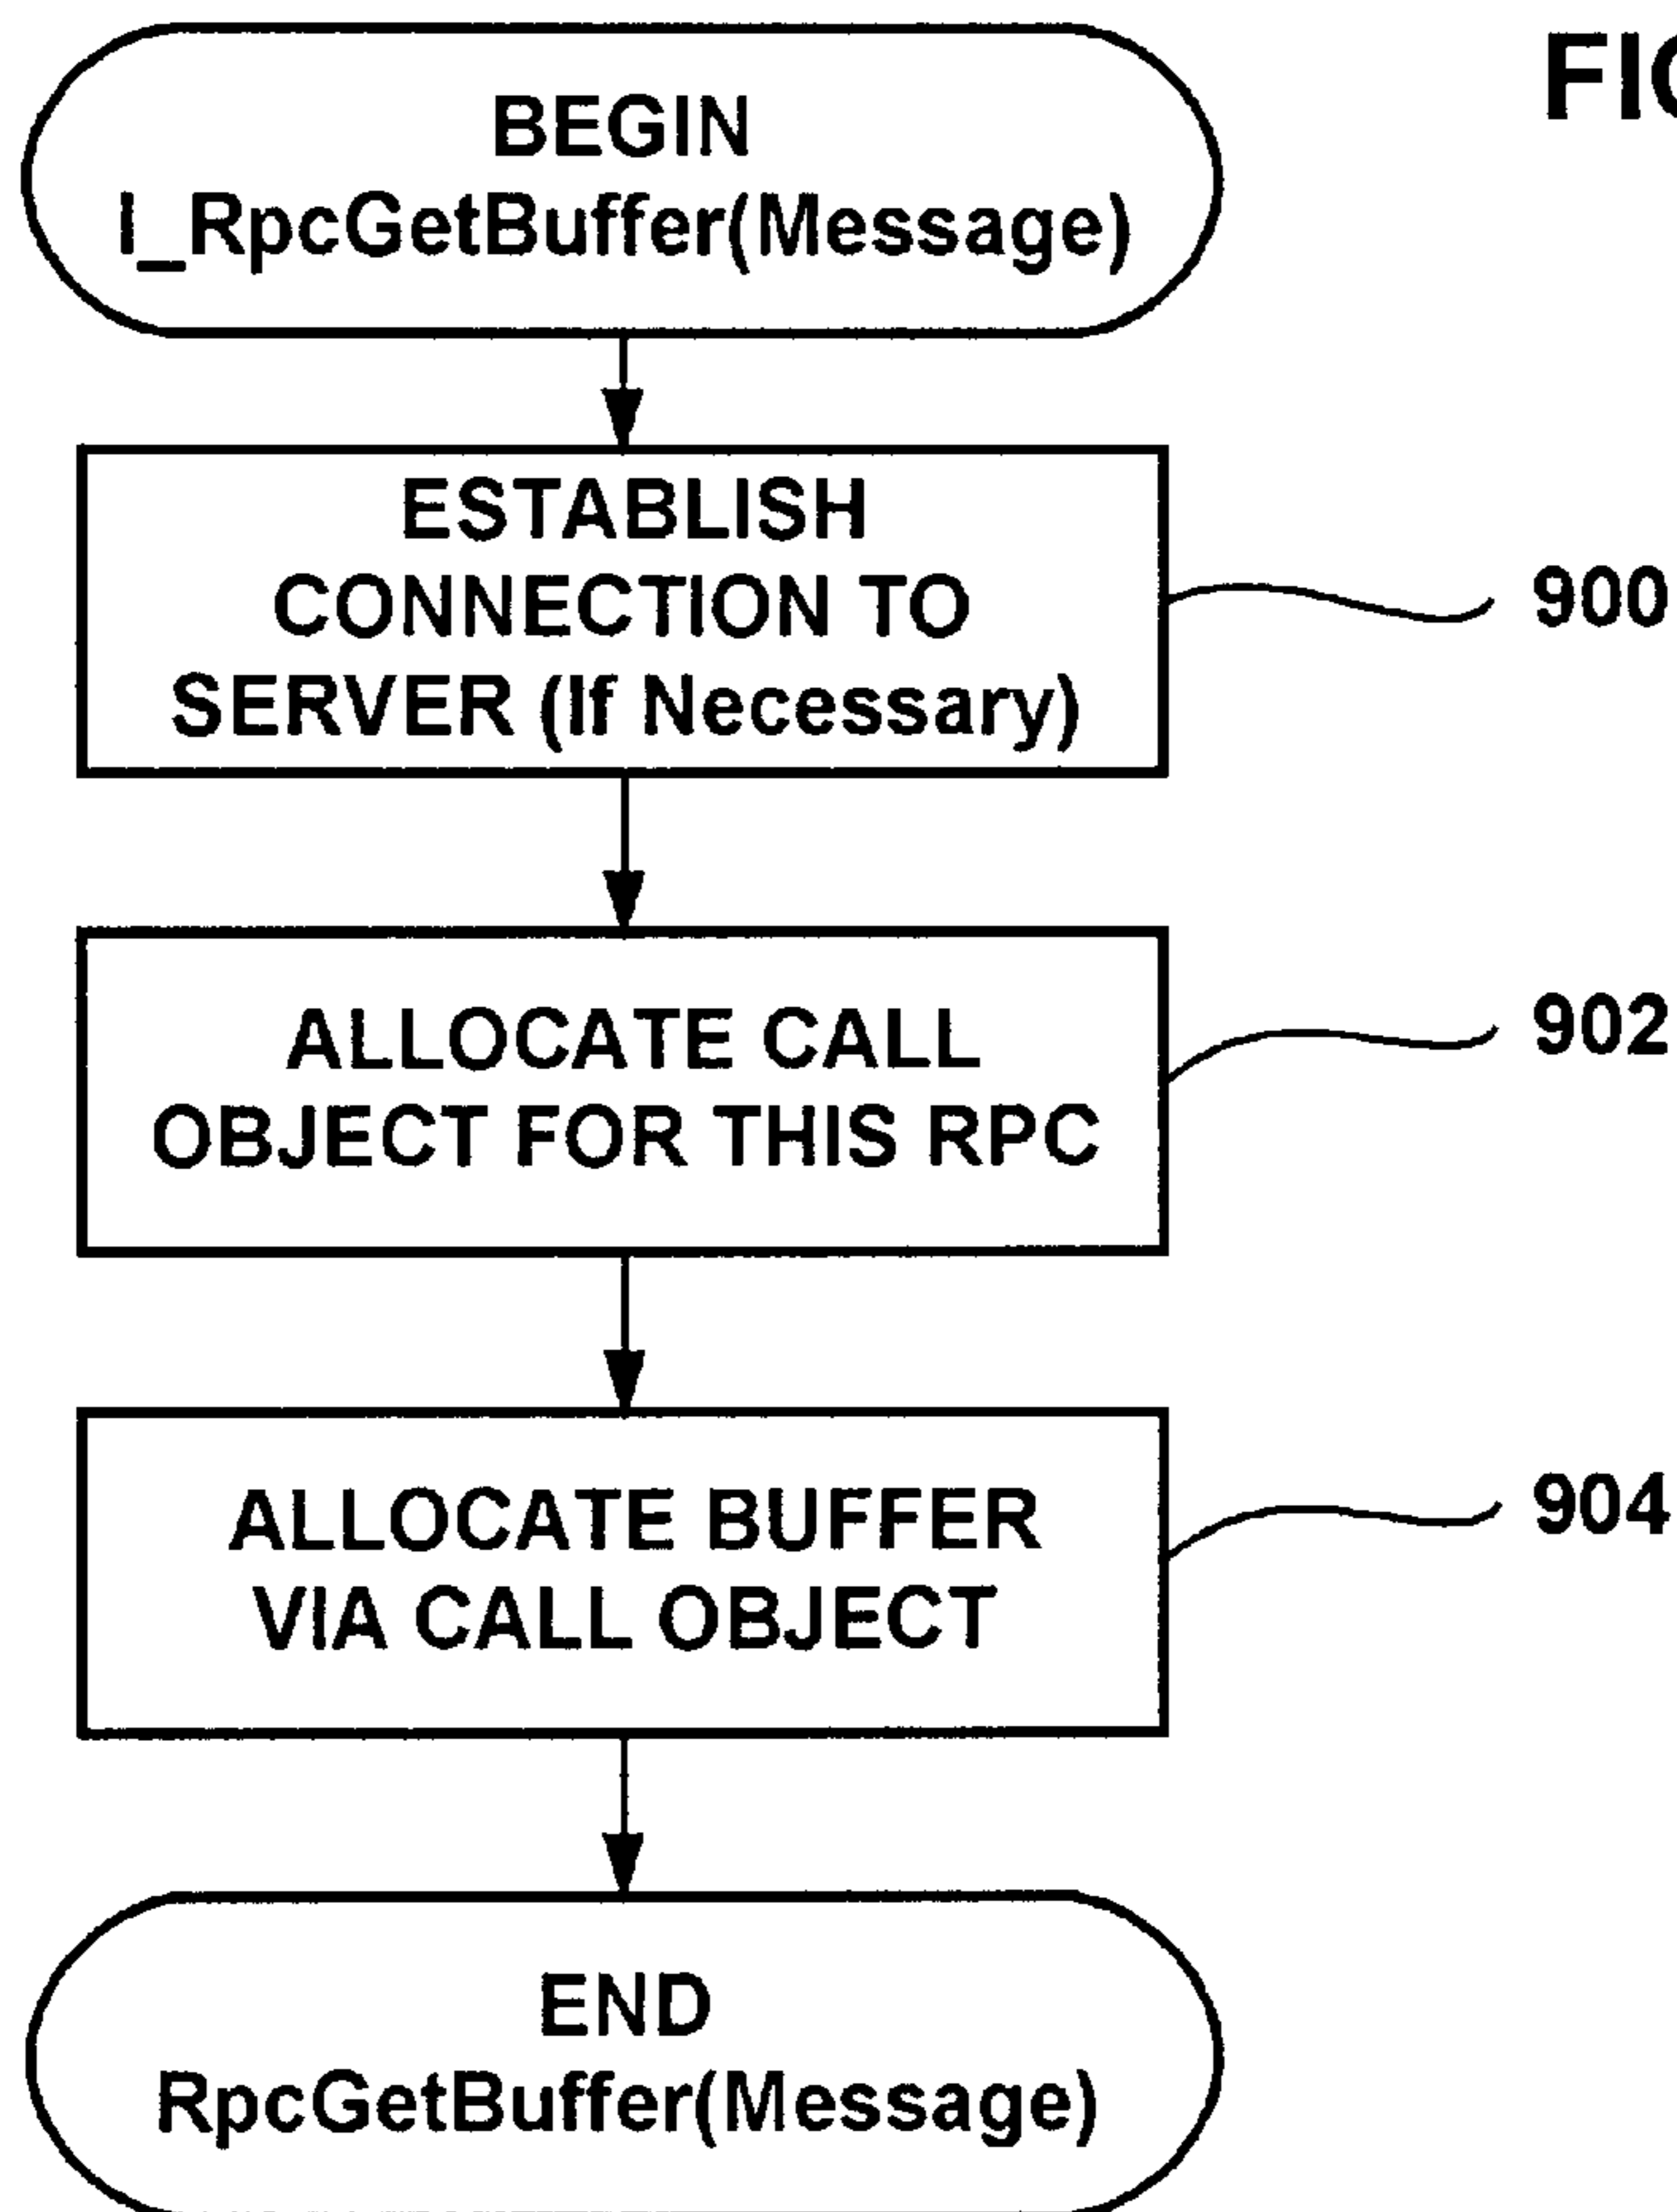 BEGIN
I_RpcGetBuffer(Message)
ESTABLISH
CONNECTION TO
SERVER (If Necessary)
900
ALLOCATE CALL
OBJECT FOR THIS RPC
902
ALLOCATE BUFFER
VIA CALL OBJECT
904
END
RpcGetBuffer(Message)